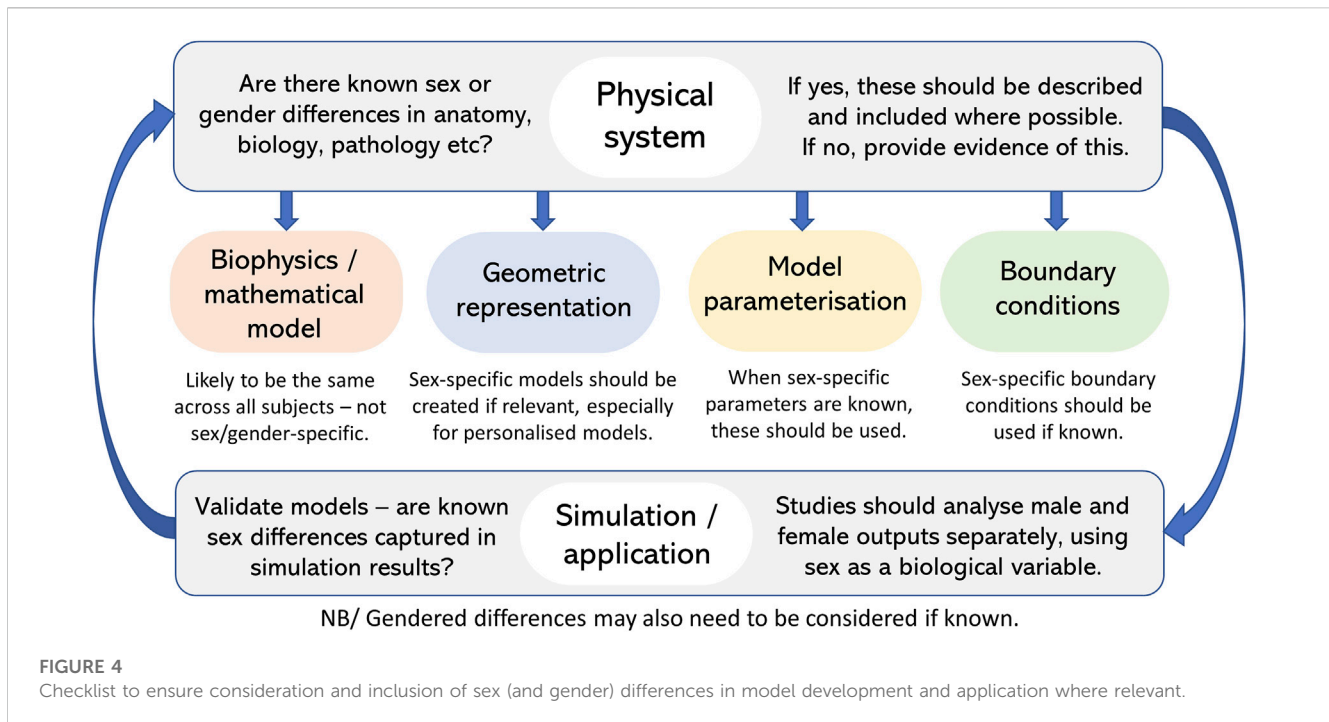 Are there known sex or
gender differences in anatomy,
biology, pathology etc?
Physical
system
If yes, these should be described
and included where possible.
If no, provide evidence of this.
Biophysics /
mathematical
model
Likely to be the same
across all subjects – not
sex/gender-specific.
Geometric
representation
Sex-specific models should be
created if relevant, especially
for personalised models.
Model
parameterisation
When sex-specific
parameters are known,
these should be used.
Boundary
conditions
Sex-specific boundary
conditions should be
used if known.
Validate models – are known
sex differences captured in
simulation results?
Simulation /
application
Studies should analyse male and
female outputs separately, using
sex as a biological variable.
NB/ Gendered differences may also need to be considered if known.
FIGURE 4
Checklist to ensure consideration and inclusion of sex (and gender) differences in model development and application where relevant.